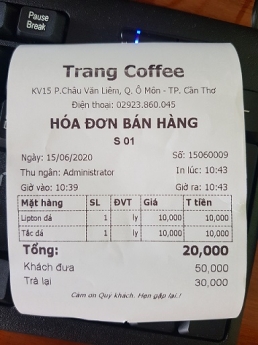 Pause
Break
Trang Coffee
KV15 P.Châu Văn Liêm, Q. Ô Môn - TP. Cần Thơ
Điện thoại: 02923.860.045
HÓA ĐƠN BÁN HÀNG
S 01
Ngày: 15/06/2020 Số: 15060009
Thu ngân: Administrator In lúc: 10:43
Giờ vào: 10:39 Giờ ra: 10:43
Mặt hàng SL ĐVT Giá T tiền
Lipton đá 1 ly 10,000 10,000
Tắc đá 1 ly 10,000 10,000
Tổng: 20,000
Khách đưa 50,000
Trả lại 30,000
Cảm ơn Quý khách. Hẹn gặp lại.!